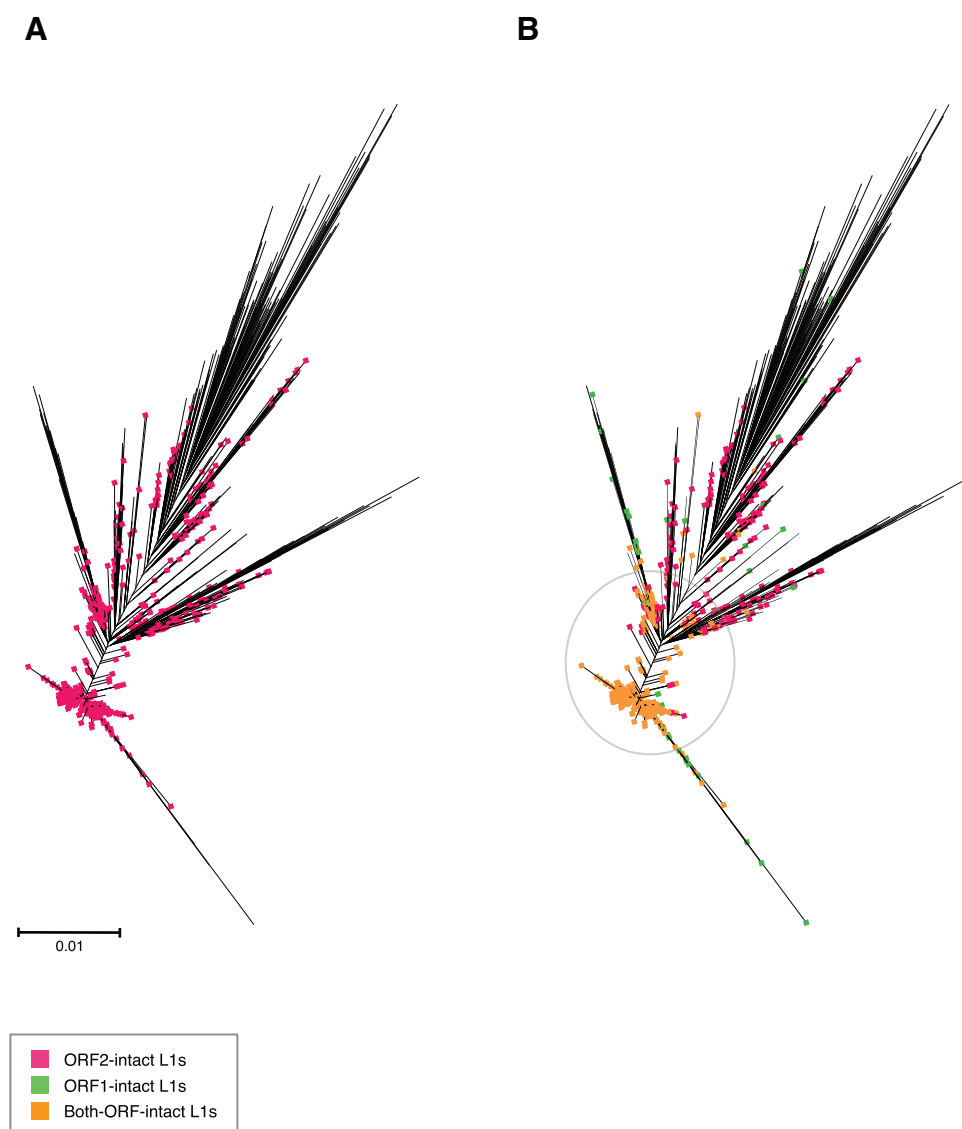 A
B
0.01
ORF2-intact L1s
ORF1-intact L1s
Both-ORF-intact L1s